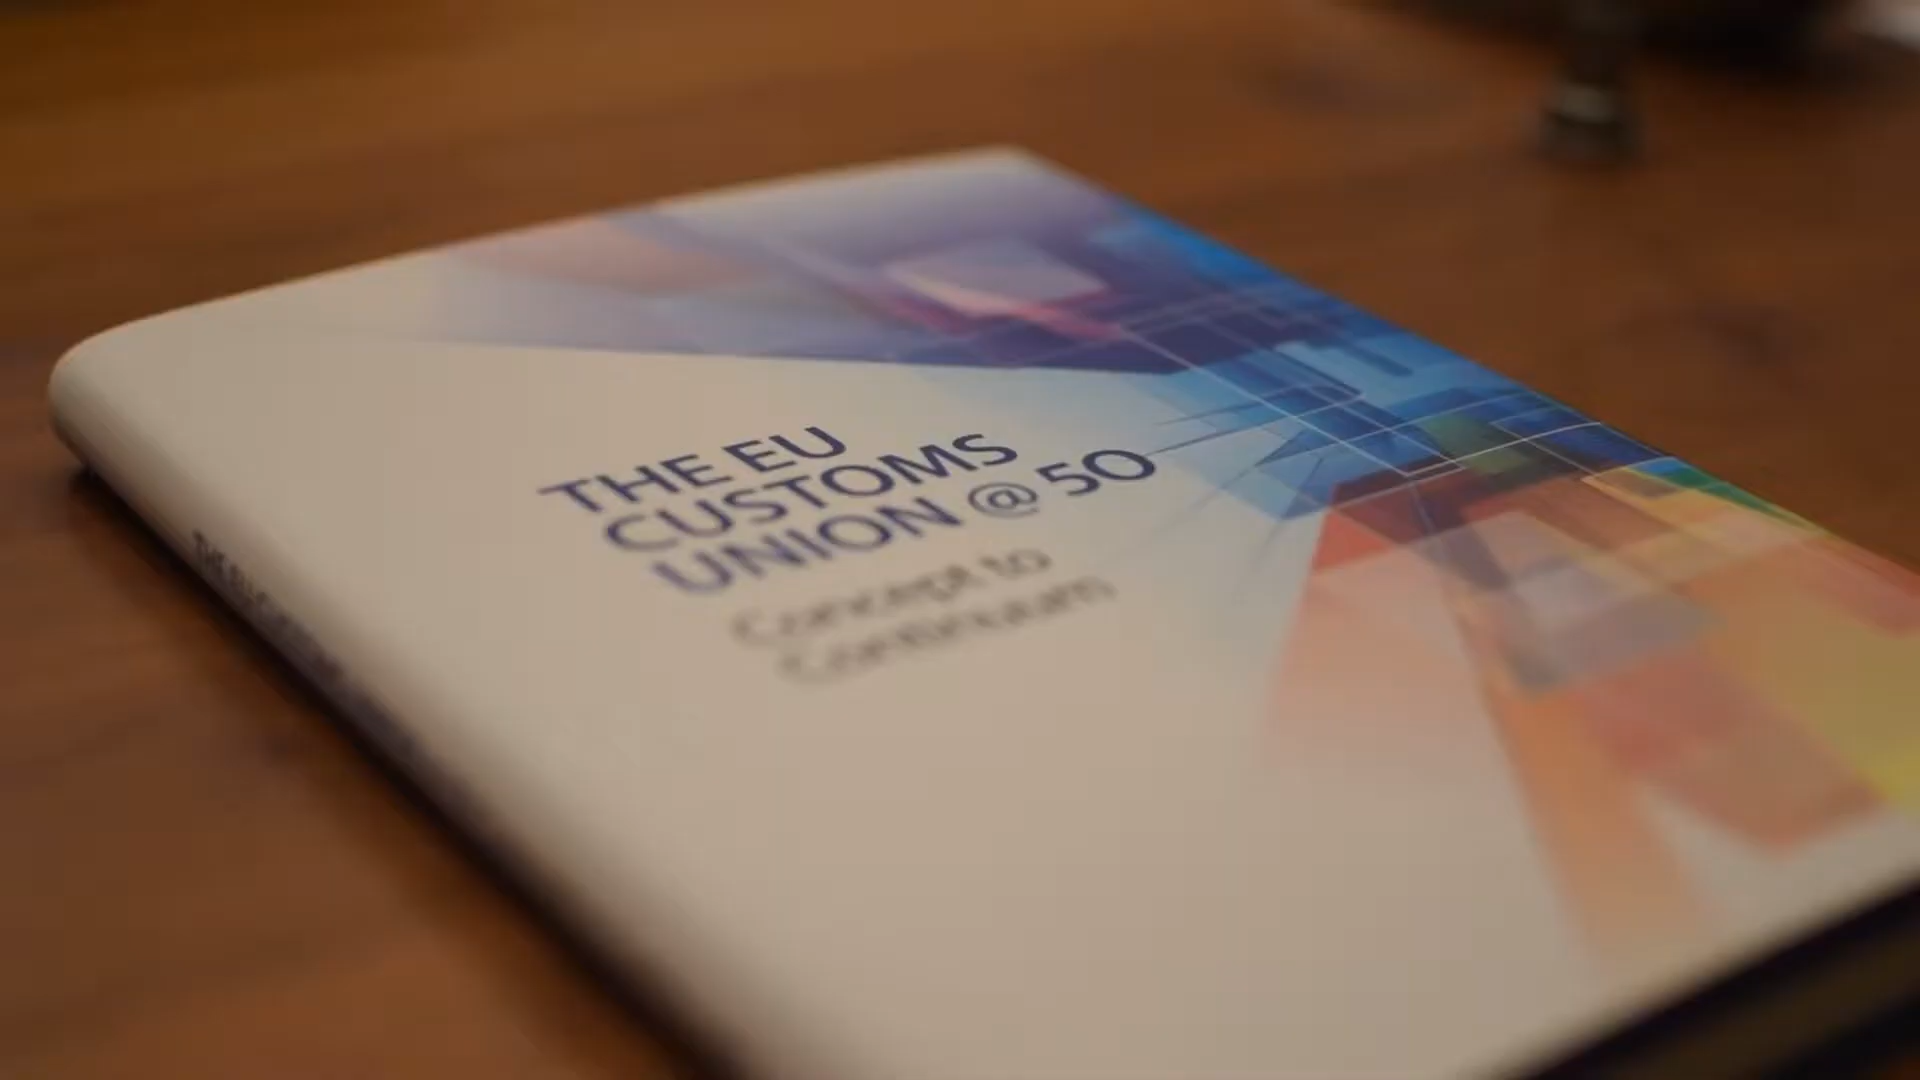 THE EU
CUSTOMS
UNION @ 50
Concept to
Continuum